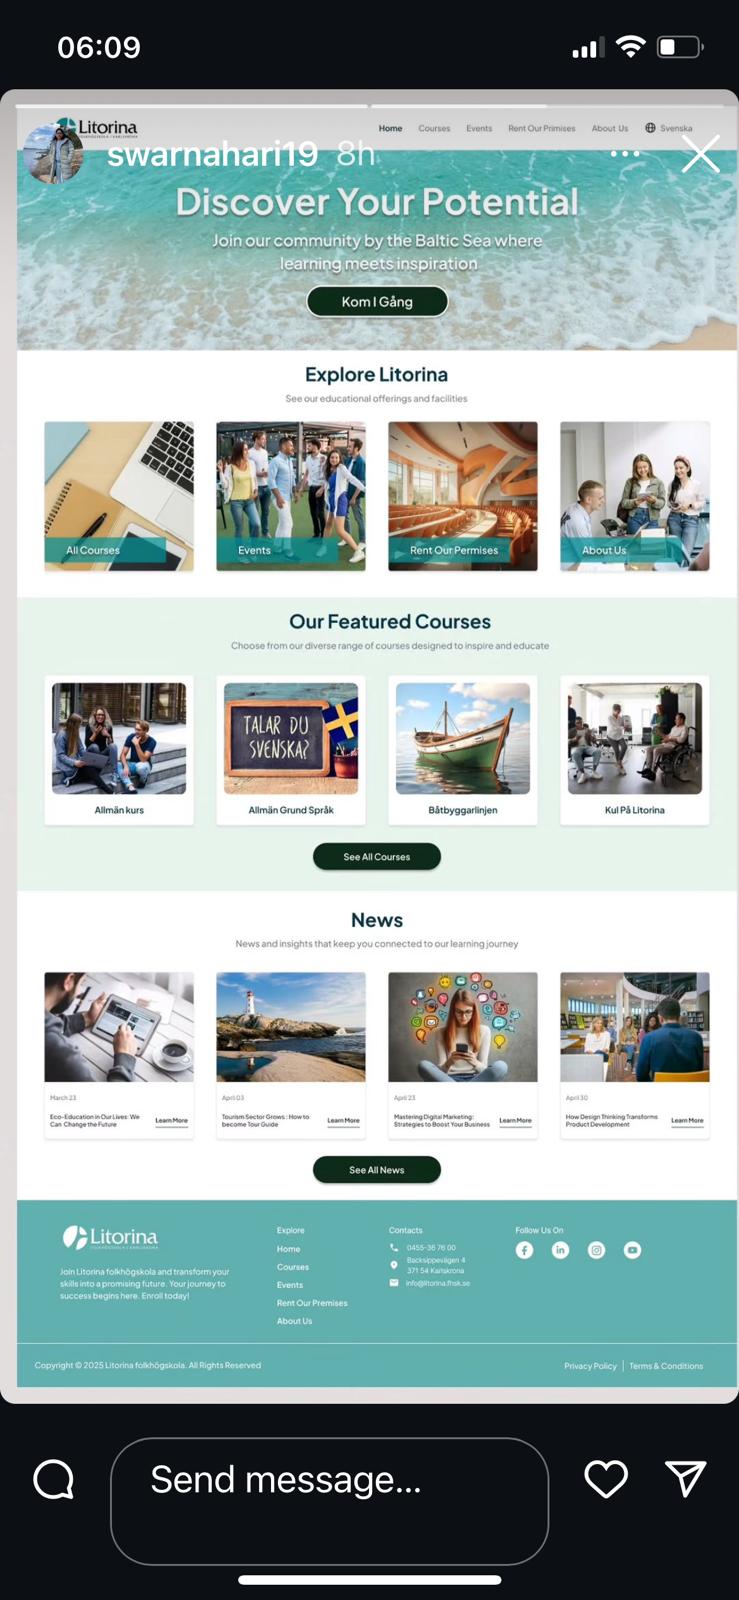 06:09
Litorina
FOLKHÖGSKOLA I KARLSKRONA
Home
Courses
Events
Rent Our Primises
About Us
Svenska
swarnahari19 8h
Discover Your Potential
Join our community by the Baltic Sea where
learning meets inspiration
Kom I Gång
Explore Litorina
See our educational offerings and facilities
All Courses
Events
Rent Our Permises
About Us
Our Featured Courses
Choose from our diverse range of courses designed to inspire and educate
TALAR DU
SVENSKA?
Allmän kurs
Allmän Grund Språk
Båtbyggarlinjen
Kul På Litorina
See All Courses
News
News and insights that keep you connected to our learning journey
March 23
Eco-Education in Our Lives: We
Can Change the Future
Learn More
April 03
Tourism Sector Grows : How to
become Tour Guide
Learn More
April 23
Mastering Digital Marketing:
Strategies to Boost Your Business
Learn More
April 30
How Design Thinking Transforms
Product Development
Learn More
See All News
Litorina
FOLKHÖGSKOLA I KARLSKRONA
Join Litorina folkhögskola and transform your
skills into a promising future. Your journey to
success begins here. Enroll today!
Explore
Home
Courses
Events
Rent Our Premises
About Us
Contacts
0455-36 76 00
Backsippevägen 4
371 54 Karlskrona
info@litorina.fhsk.se
Follow Us On
Copyright © 2025 Litorina folkhögskola. All Rights Reserved
Privacy Policy
Terms & Conditions
Send message...